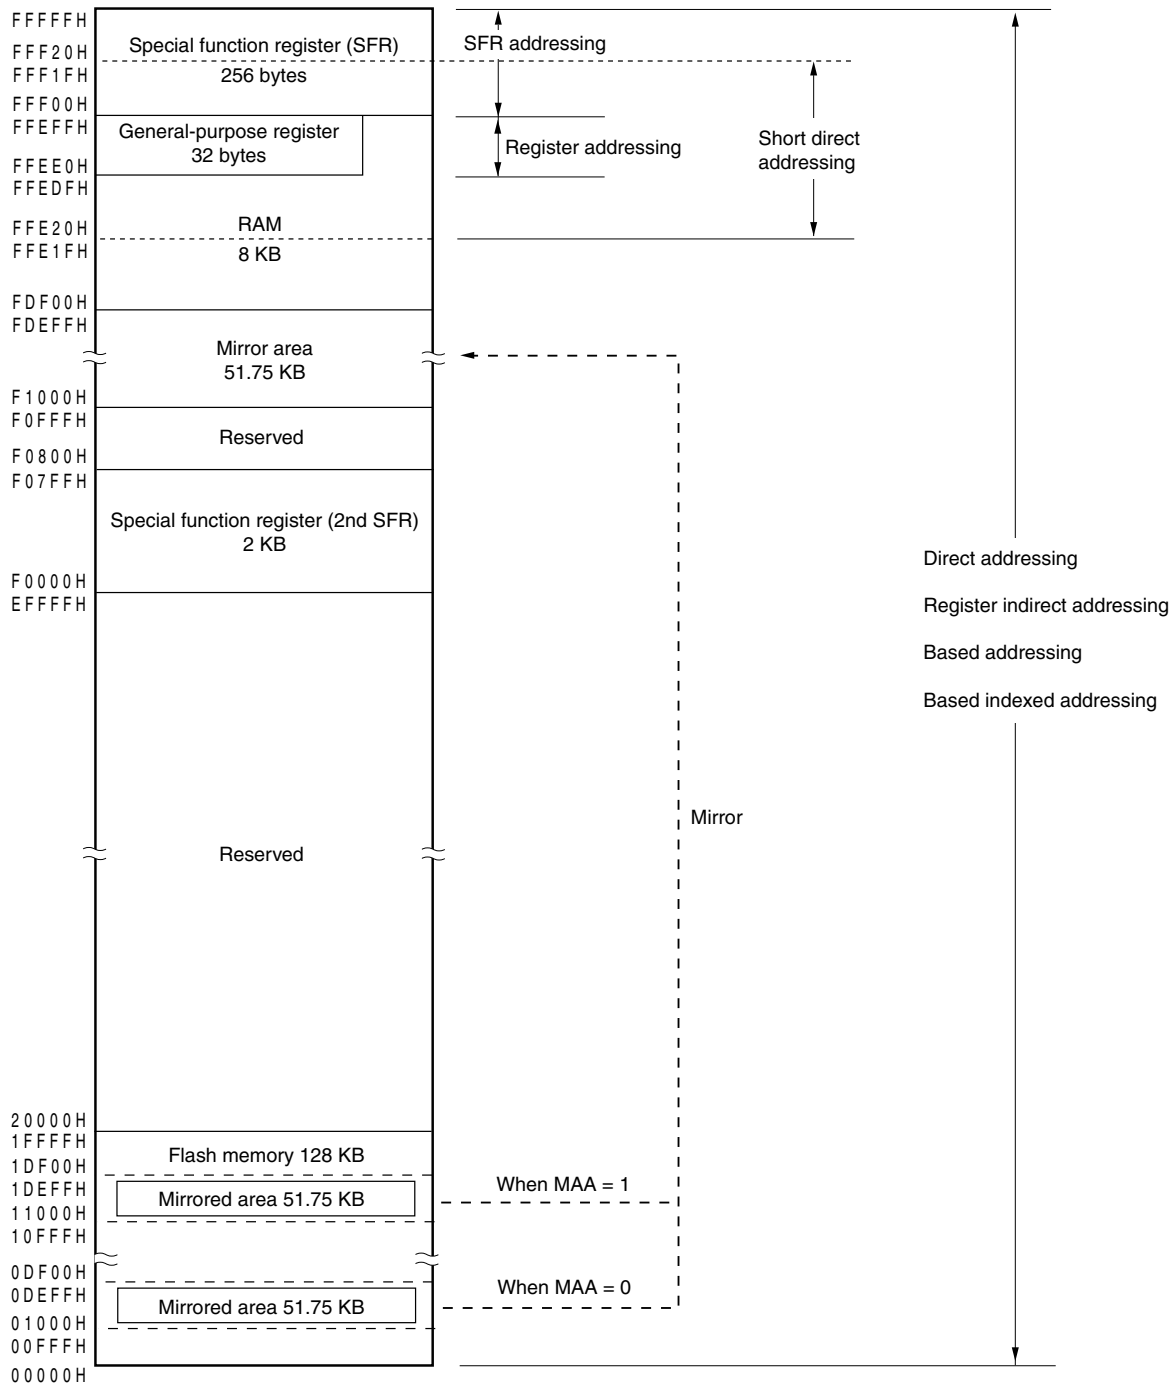 FFFFFH
FFF20H
FFF1FH
FFF00H
FFEFFH
FFEE0H
FFEDFH
FFE20H
FFE1FH
FDF00H
FDEFFH
F1000H
F0FFFH
F0800H
F07FFH
F0000H
EFFFFH
20000H
1FFFFH
1DF00H
1DEFFH
11000H
10FFFH
0DF00H
0DEFFH
01000H
00FFFH
00000H
Special function register (SFR)
256 bytes
General-purpose register
32 bytes
RAM
8 KB
Mirror area
51.75 KB
Reserved
Special function register (2nd SFR)
2 KB
Reserved
Flash memory 128 KB
Mirrored area 51.75 KB
Mirrored area 51.75 KB
SFR addressing
Register addressing
Short direct
addressing
Mirror
When MAA = 1
When MAA = 0
Direct addressing
Register indirect addressing
Based addressing
Based indexed addressing